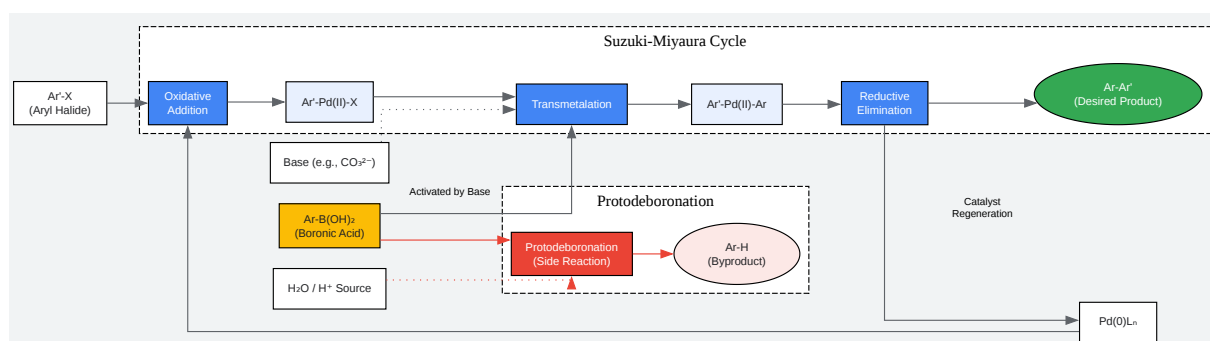 Suzuki-Miyaura Cycle
Ar'-X
(Aryl Halide)
Oxidative
Addition
Ar'-Pd(II)-X
Transmetalation
Ar'-Pd(II)-Ar
Reductive
Elimination
Ar-Ar'
(Desired Product)
Base (e.g., CO₃²⁻)
Activated by Base
Ar-B(OH)₂
(Boronic Acid)
Protodeboronation
Protodeboronation
(Side Reaction)
Ar-H
(Byproduct)
Catalyst
Regeneration
H₂O / H⁺ Source
Pd(0)Lₙ